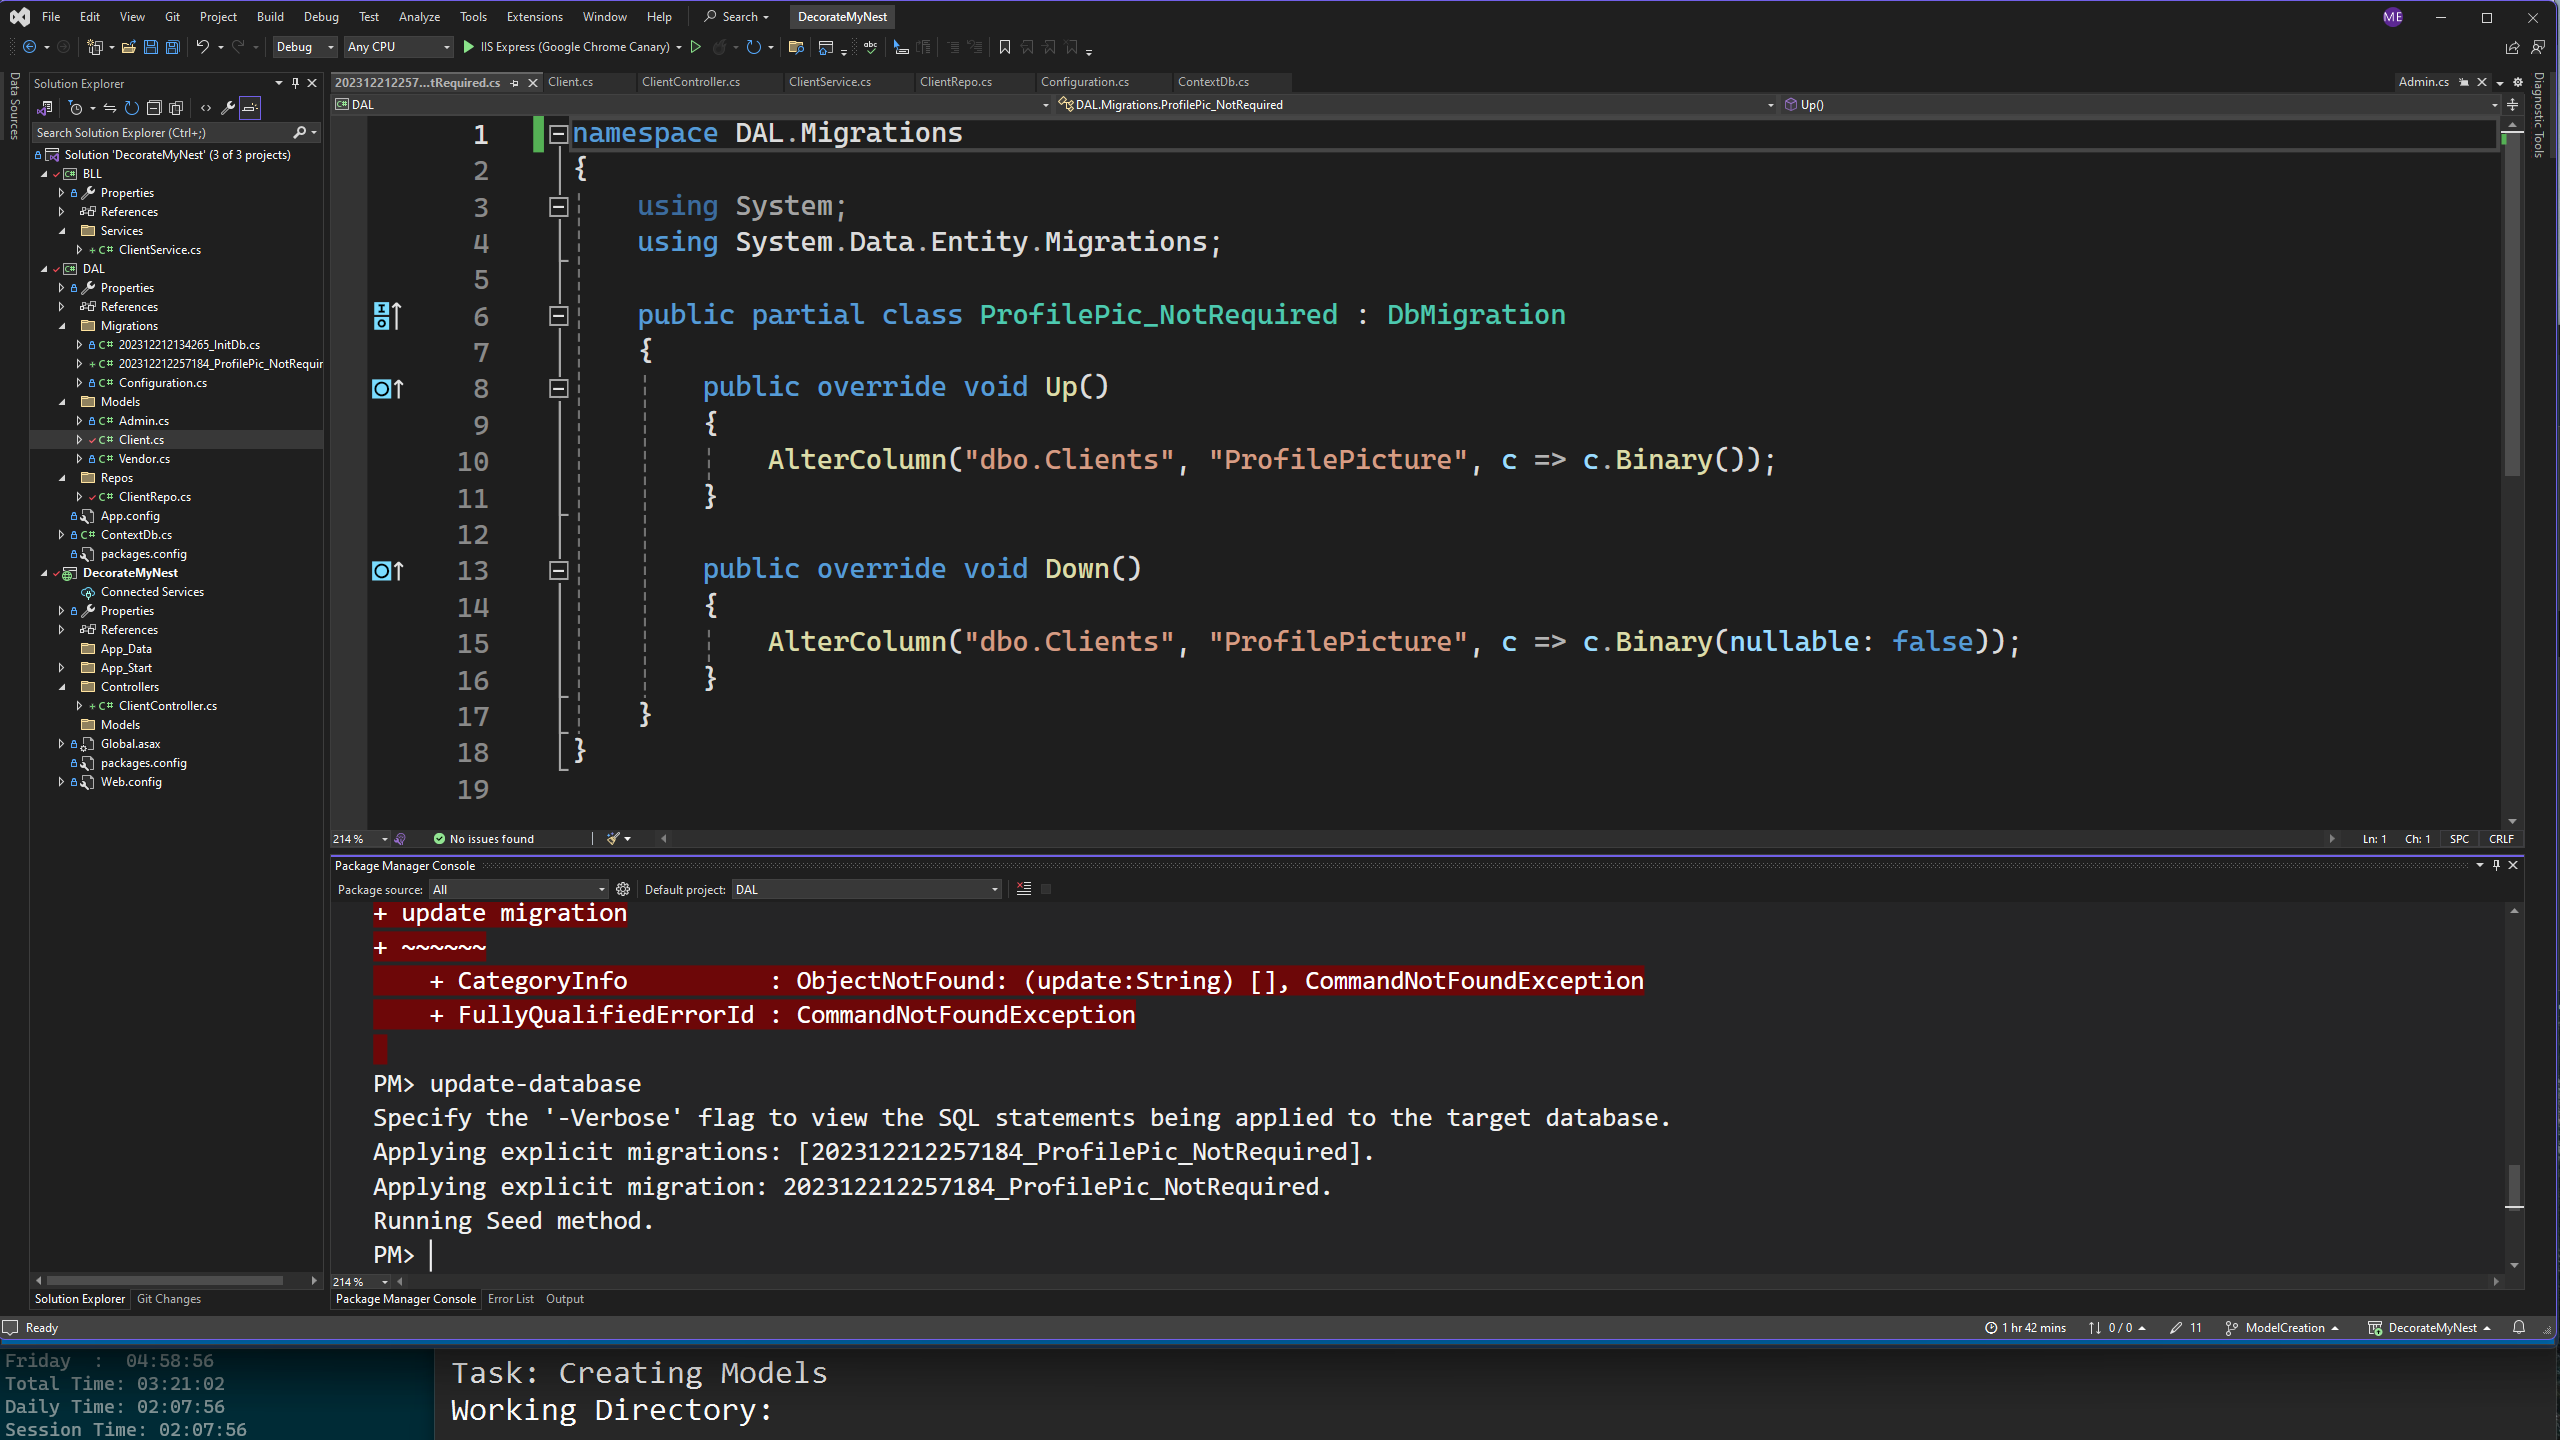 File Edit View Git Project Build Debug Test Analyze Tools Extensions Window Help Search DecorateMyNest ME
Debug Any CPU IIS Express (Google Chrome Canary)
Data Sources
Solution Explorer
Search Solution Explorer (Ctrl+;)
Solution 'DecorateMyNest' (3 of 3 projects)
BLL
Properties
References
Services
C# ClientService.cs
DAL
Properties
References
Migrations
C# 202312212134265_InitDb.cs
C# 202312212257184_ProfilePic_NotRequir
C# Configuration.cs
Models
C# Admin.cs
C# Client.cs
C# Vendor.cs
Repos
C# ClientRepo.cs
App.config
C# ContextDb.cs
packages.config
DecorateMyNest
Connected Services
Properties
References
App_Data
App_Start
Controllers
C# ClientController.cs
Models
Global.asax
packages.config
Web.config
Solution Explorer Git Changes
202312212257...tRequired.cs Client.cs ClientController.cs ClientService.cs ClientRepo.cs Configuration.cs ContextDb.cs Admin.cs
DAL DAL.Migrations.ProfilePic_NotRequired Up()
Diagnostic Tools
1 namespace DAL.Migrations
2 {
3 using System;
4 using System.Data.Entity.Migrations;
5
6 public partial class ProfilePic_NotRequired : DbMigration
7 {
8 public override void Up()
9 {
10 AlterColumn("dbo.Clients", "ProfilePicture", c => c.Binary());
11 }
12
13 public override void Down()
14 {
15 AlterColumn("dbo.Clients", "ProfilePicture", c => c.Binary(nullable: false));
16 }
17 }
18 }
19
214 % No issues found Ln: 1 Ch: 1 SPC CRLF
Package Manager Console
Package source: All Default project: DAL
+ update migration
+ ~~~~~~
+ CategoryInfo : ObjectNotFound: (update:String) [], CommandNotFoundException
+ FullyQualifiedErrorId : CommandNotFoundException
PM> update-database
Specify the '-Verbose' flag to view the SQL statements being applied to the target database.
Applying explicit migrations: [202312212257184_ProfilePic_NotRequired].
Applying explicit migration: 202312212257184_ProfilePic_NotRequired.
Running Seed method.
PM>
214 %
Package Manager Console Error List Output
Ready 1 hr 42 mins 0 / 0 11 ModelCreation DecorateMyNest
Friday : 04:58:56
Total Time: 03:21:02
Daily Time: 02:07:56
Session Time: 02:07:56
Task: Creating Models
Working Directory: